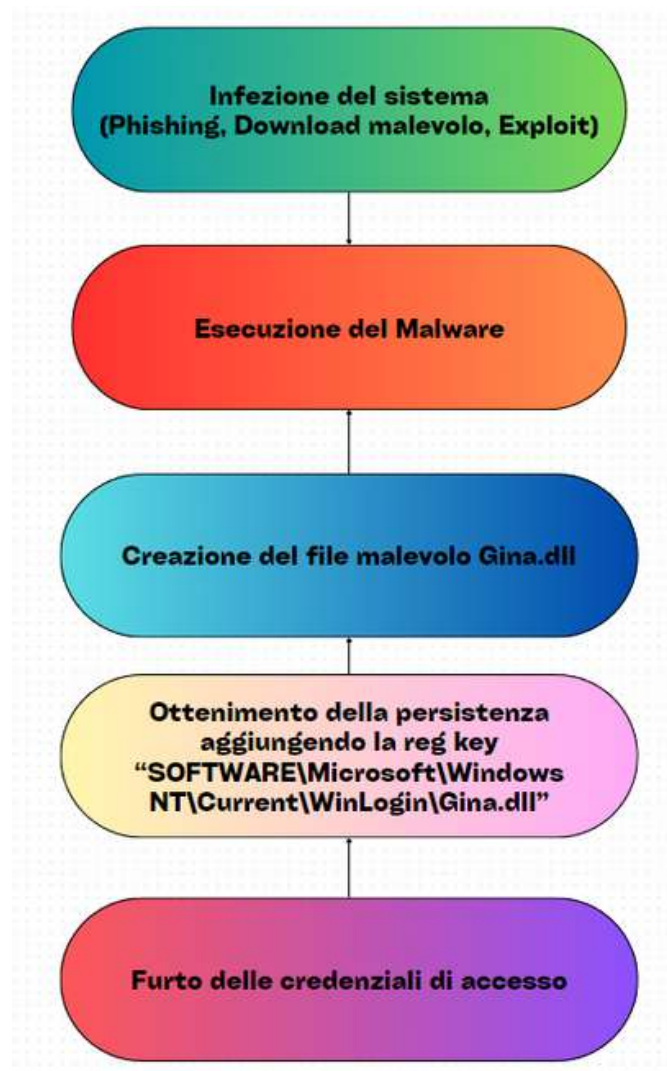 Infezione del sistema
(Phishing, Download malevolo, Exploit)
Esecuzione del Malware
Creazione del file malevolo Gina.dll
Ottenimento della persistenza
aggiungendo la reg key
“SOFTWARE\Microsoft\Windows
NT\Current\WinLogin\Gina.dll”
Furto delle credenziali di accesso